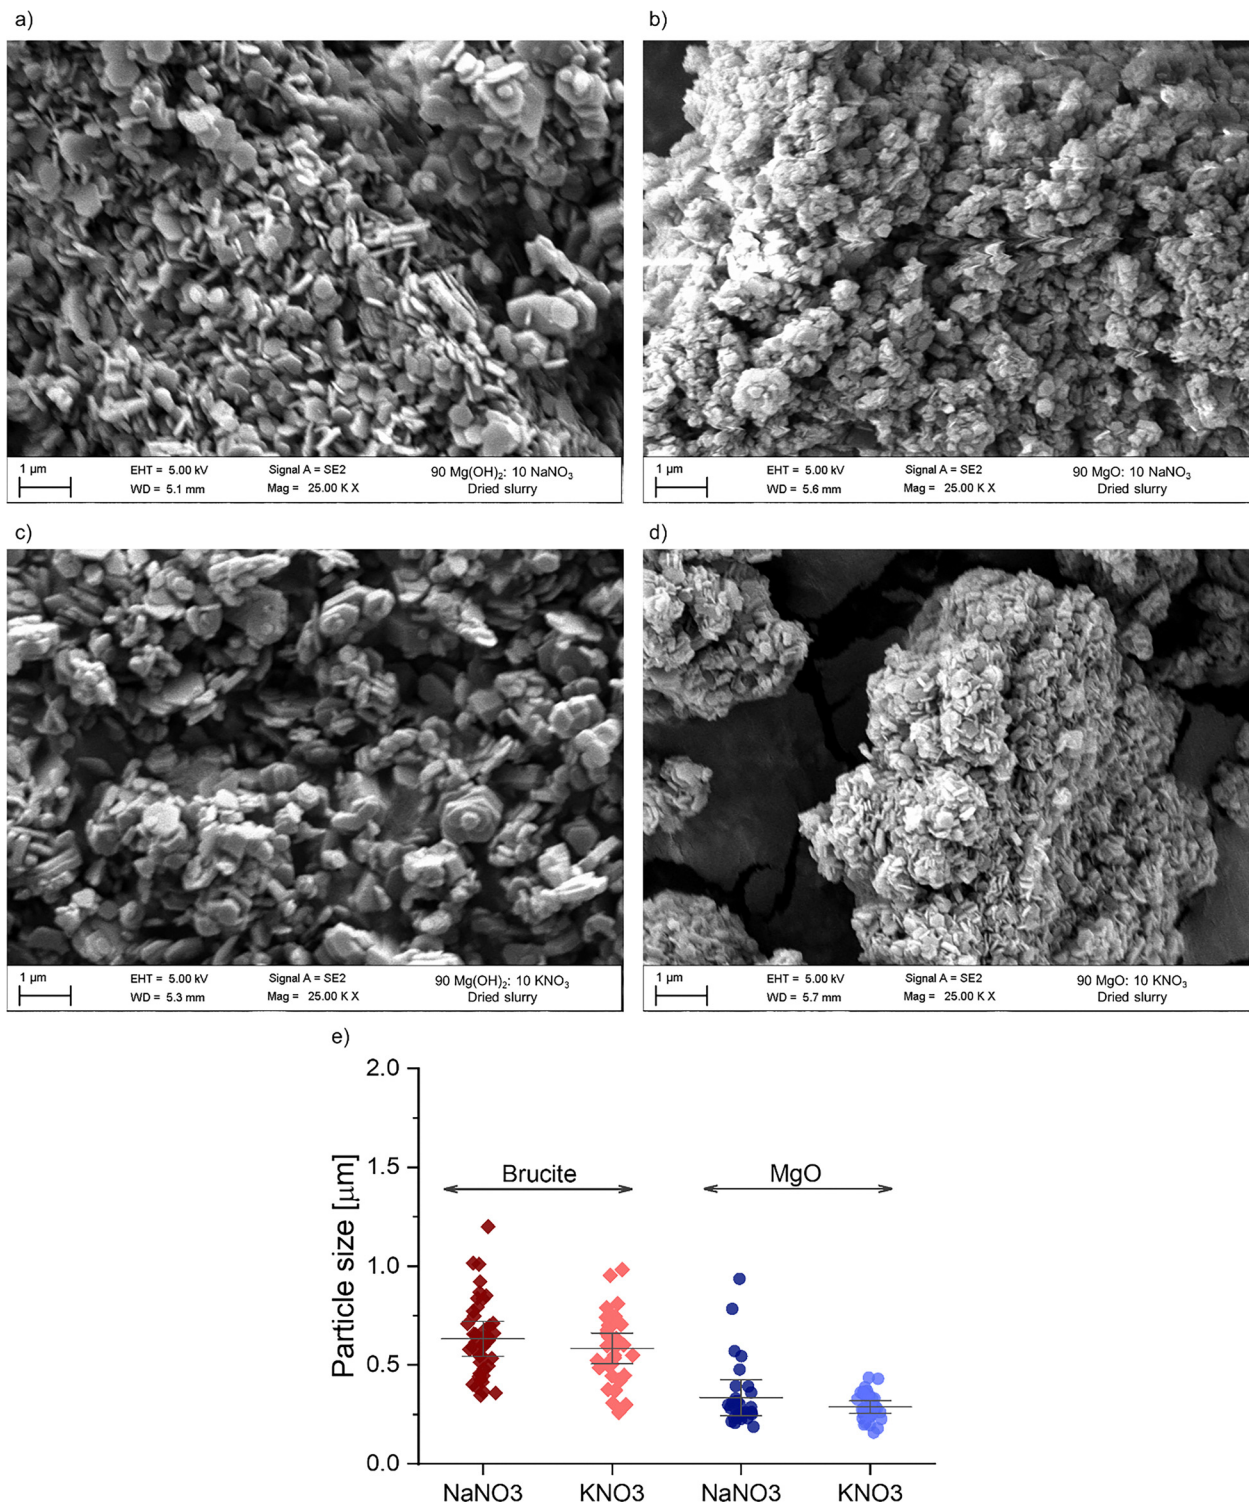 a)
b)
1 μm
EHT = 5.00 kV
Signal A = SE2
90 Mg(OH)₂: 10 NaNO₃
WD = 5.1 mm
Mag = 25.00 K X
Dried slurry
1 μm
EHT = 5.00 kV
Signal A = SE2
90 MgO: 10 NaNO₃
WD = 5.6 mm
Mag = 25.00 K X
Dried slurry
c)
d)
1 μm
EHT = 5.00 kV
Signal A = SE2
90 Mg(OH)₂: 10 KNO₃
WD = 5.3 mm
Mag = 25.00 K X
Dried slurry
1 μm
EHT = 5.00 kV
Signal A = SE2
90 MgO: 10 KNO₃
WD = 5.7 mm
Mag = 25.00 K X
Dried slurry
e)
Particle size [μm]
2.0
1.5
1.0
0.5
0.0
Brucite
MgO
NaNO3
KNO3
NaNO3
KNO3